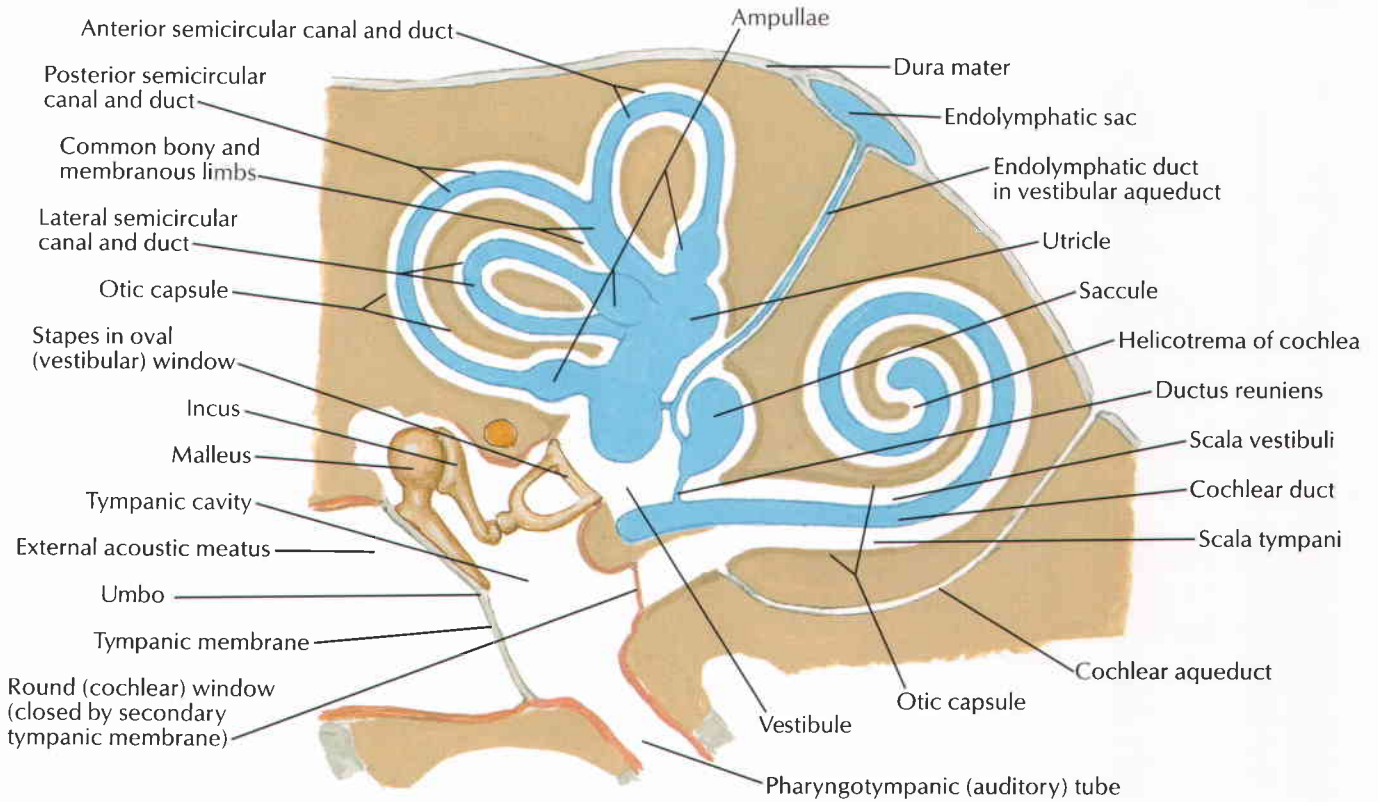 Ampullae
Anterior semicircular canal and duct
Posterior semicircular
canal and duct
Common bony and
membranous limbs
Lateral semicircular
canal and duct
Otic capsule
Stapes in oval
(vestibular) window
Incus
Malleus
Tympanic cavity
External acoustic meatus
Umbo
Tympanic membrane
Round (cochlear) window
(closed by secondary
tympanic membrane)
Dura mater
Endolymphatic sac
Endolymphatic duct
in vestibular aqueduct
Utricle
Saccule
Helicotrema of cochlea
Ductus reuniens
Scala vestibuli
Cochlear duct
Scala tympani
Cochlear aqueduct
Otic capsule
Vestibule
Pharyngotympanic (auditory) tube